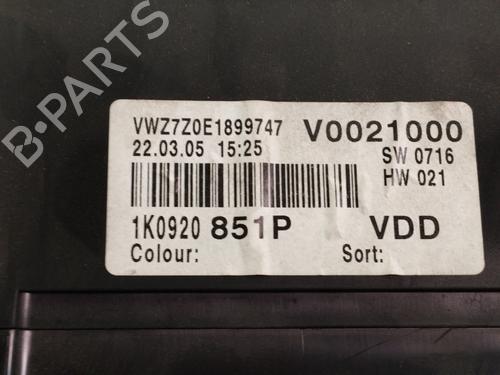 VWZ7Z0E1899747 V0021000
22.03.05 15:25 SW 0716
HW 021
1K0920 851P VDD
Colour: Sort:
B-PARTS